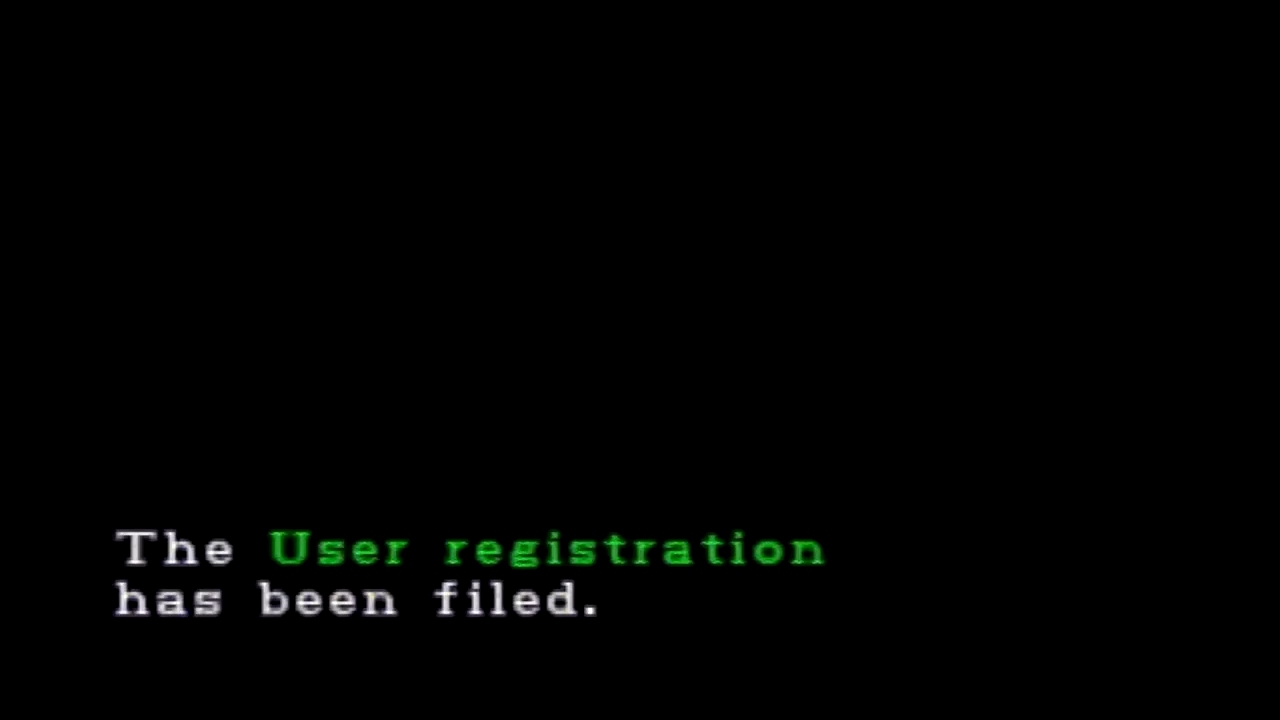 The User registration
has been filed.